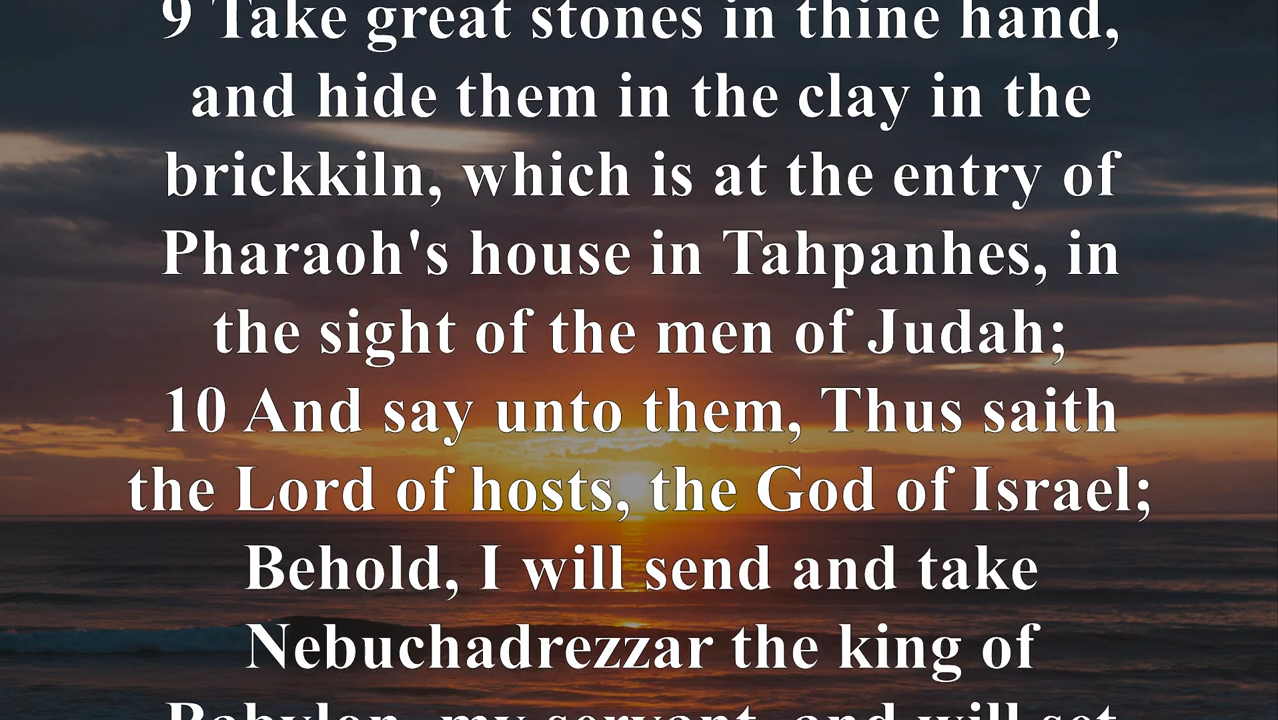 9 Take great stones in thine hand,
and hide them in the clay in the
brickkiln, which is at the entry of
Pharaoh's house in Tahpanhes, in
the sight of the men of Judah;
10 And say unto them, Thus saith
the Lord of hosts, the God of Israel;
Behold, I will send and take
Nebuchadrezzar the king of
Babylon, my servant, and will set